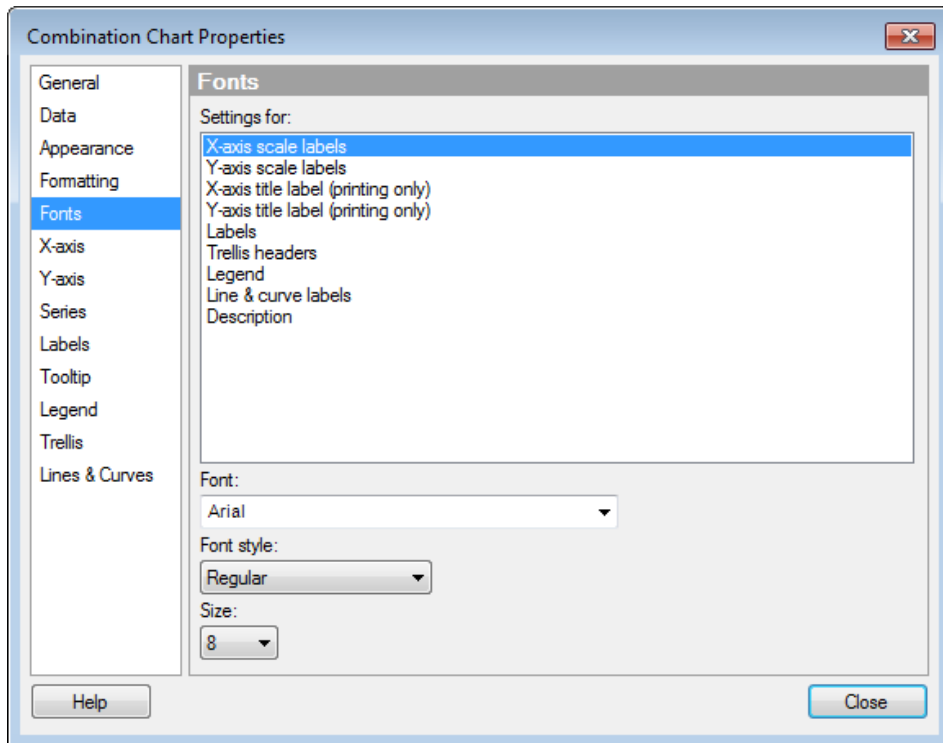 Combination Chart Properties
General
Data
Appearance
Formatting
Fonts
X-axis
Y-axis
Series
Labels
Tooltip
Legend
Trellis
Lines & Curves
Fonts
Settings for:
X-axis scale labels
Y-axis scale labels
X-axis title label (printing only)
Y-axis title label (printing only)
Labels
Trellis headers
Legend
Line & curve labels
Description
Font:
Arial
Font style:
Regular
Size:
8
Help
Close